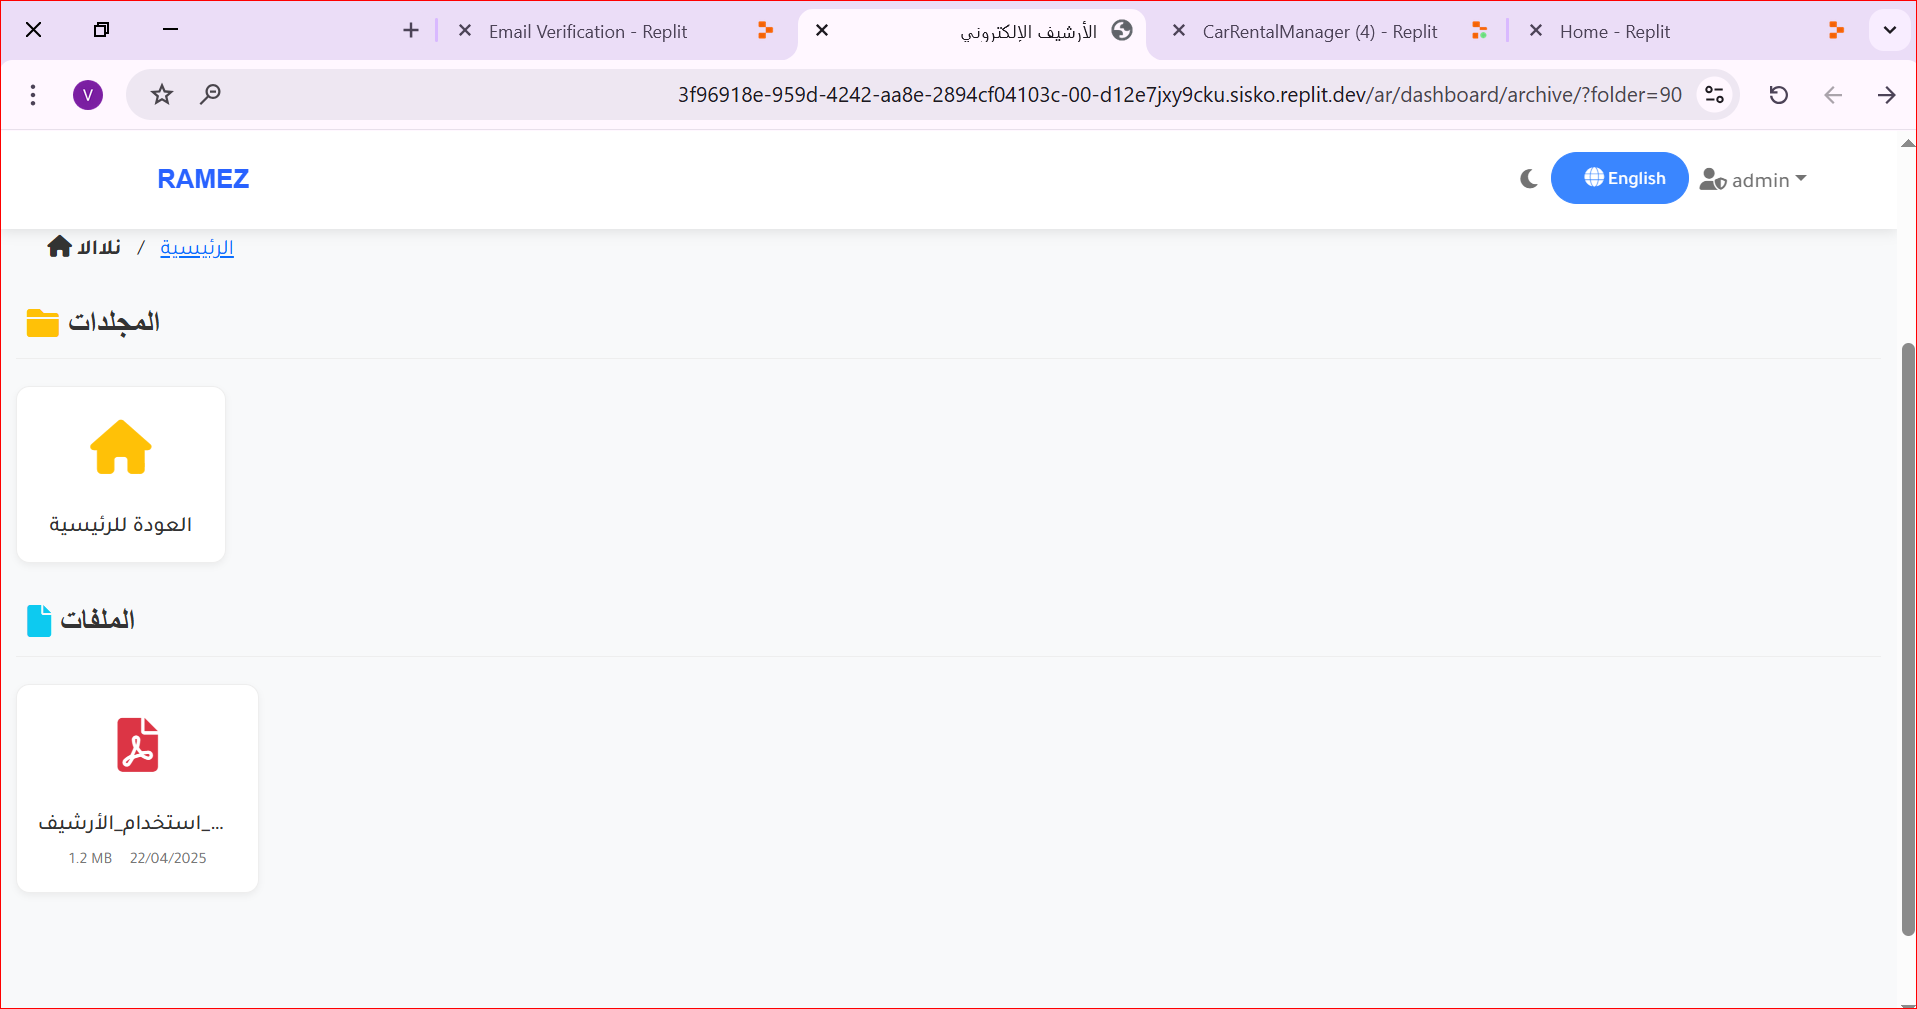 Email Verification - Replit
الأرشيف الإلكتروني
CarRentalManager (4) - Replit
Home - Replit
V
3f96918e-959d-4242-aa8e-2894cf04103c-00-d12e7jxy9cku.sisko.replit.dev/ar/dashboard/archive/?folder=90
RAMEZ
English
admin
الرئيسية / نلاالا
المجلدات
العودة للرئيسية
الملفات
..._استخدام_الأرشيف
1.2 MB 22/04/2025